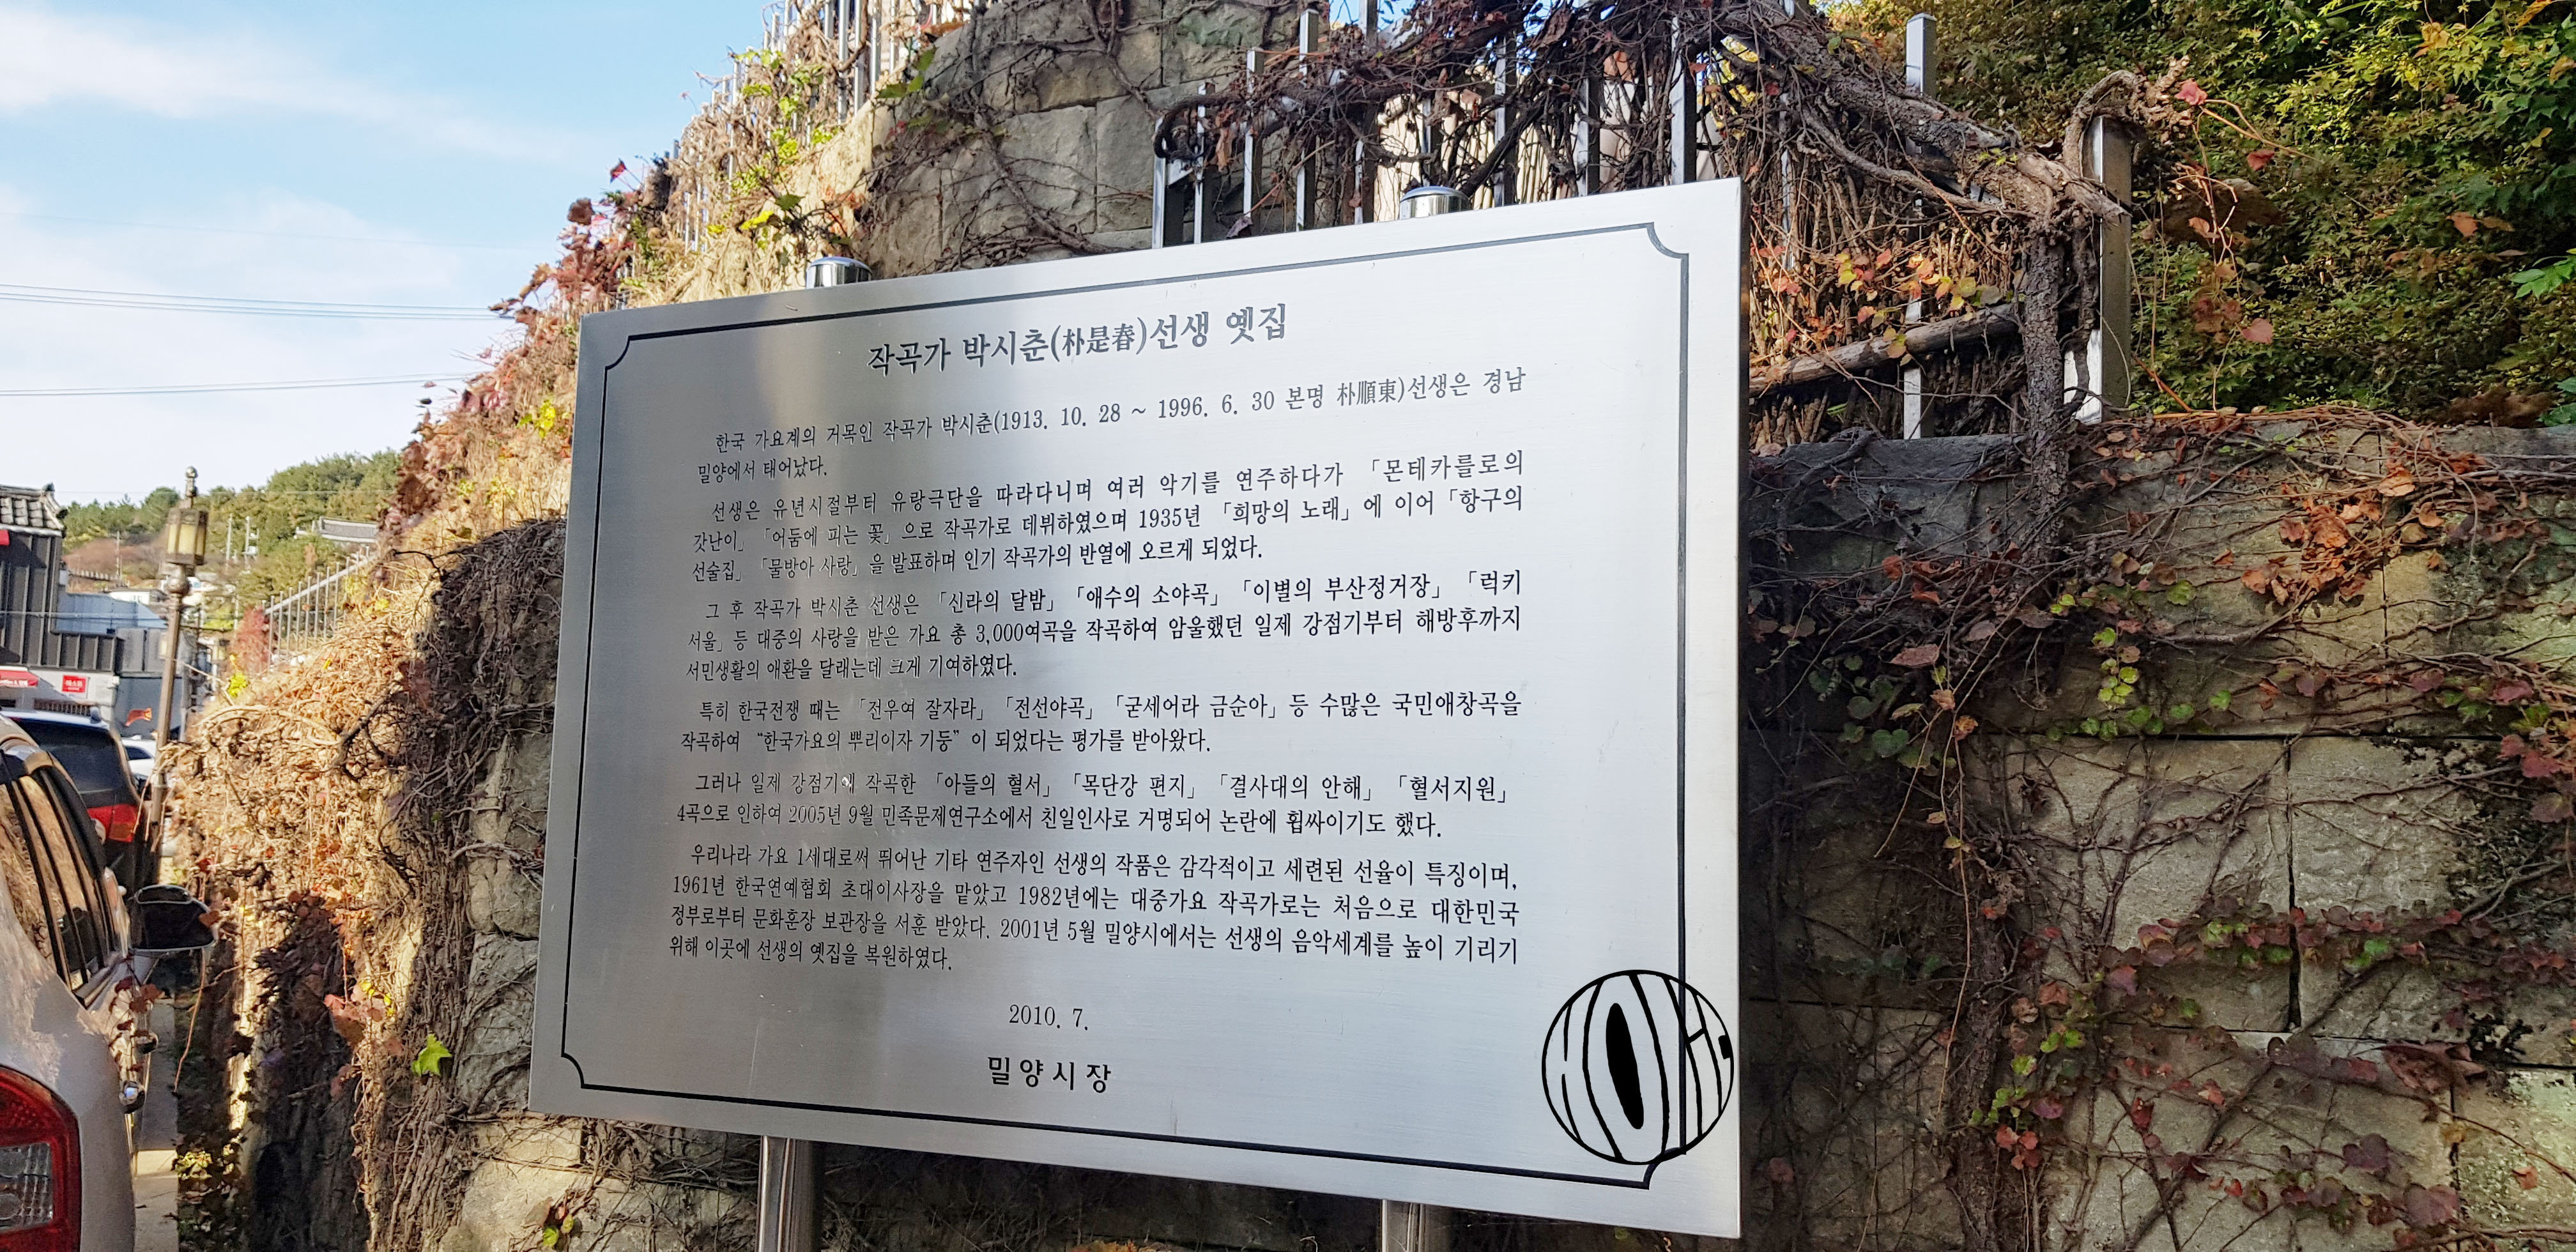 작곡가 박시춘(朴是春)선생 옛집
한국 가요계의 거목인 작곡가 박시춘(1913. 10. 28 ~ 1996. 6. 30 본명 朴順東)선생은 경남
밀양에서 태어났다.
선생은 유년시절부터 유랑극단을 따라다니며 여러 악기를 연주하다가 「몬테카를로의
갓난이」 「어둠에 피는 꽃」으로 작곡가로 데뷔하였으며 1935년 「희망의 노래」에 이어 「항구의
선술집」 「물방아 사랑」을 발표하며 인기 작곡가의 반열에 오르게 되었다.
그 후 작곡가 박시춘 선생은 「신라의 달밤」 「애수의 소야곡」 「이별의 부산정거장」 「럭키
서울」 등 대중의 사랑을 받은 가요 총 3,000여곡을 작곡하여 암울했던 일제 강점기부터 해방후까지
서민생활의 애환을 달래는데 크게 기여하였다.
특히 한국전쟁 때는 「전우여 잘자라」 「전선야곡」 「굳세어라 금순아」 등 수많은 국민애창곡을
작곡하여 “한국가요의 뿌리이자 기둥” 이 되었다는 평가를 받아왔다.
그러나 일제 강점기에 작곡한 「아들의 혈서」 「목단강 편지」 「결사대의 안해」 「혈서지원」
4곡으로 인하여 2005년 9월 민족문제연구소에서 친일인사로 거명되어 논란에 휩싸이기도 했다.
우리나라 가요 1세대로써 뛰어난 기타 연주자인 선생의 작품은 감각적이고 세련된 선율이 특징이며,
1961년 한국연예협회 초대이사장을 맡았고 1982년에는 대중가요 작곡가로는 처음으로 대한민국
정부로부터 문화훈장 보관장을 서훈 받았다. 2001년 5월 밀양시에서는 선생의 음악세계를 높이 기리기
위해 이곳에 선생의 옛집을 복원하였다.
2010. 7.
밀양시장